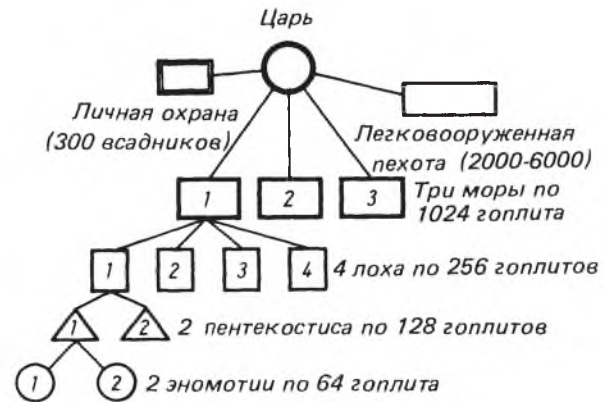 Царь
Личная охрана
(300 всадников)
Легковооруженная
пехота (2000-6000)
1 2 3 Три моры по
1024 гоплита
1 2 3 4 4 лоха по 256 гоплитов
1 2 2 пентекостиса по 128 гоплитов
1 2 2 эномотии по 64 гоплита